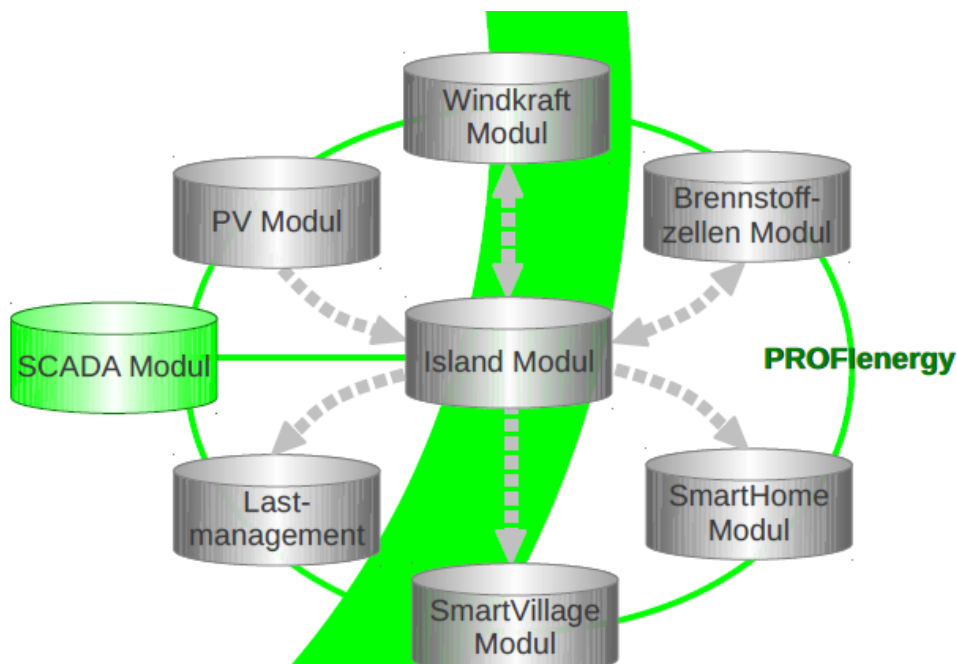 Windkraft
Modul
PV Modul
Brennstoff-
zellen Modul
SCADA Modul
Island Modul
PROFIenergy
Last-
management
SmartHome
Modul
SmartVillage
Modul